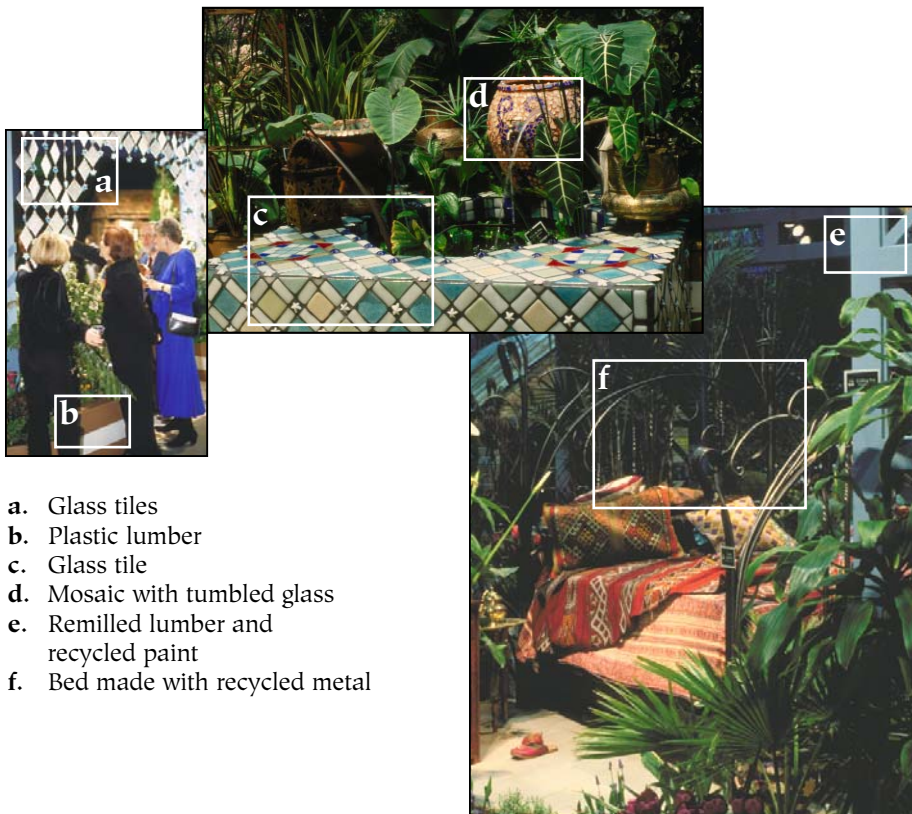 d
a
c
e
b
f
a. Glass tiles
b. Plastic lumber
c. Glass tile
d. Mosaic with tumbled glass
e. Remilled lumber and
recycled paint
f. Bed made with recycled metal